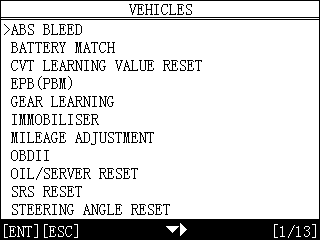 VEHICLES
>ABS BLEED
BATTERY MATCH
CVT LEARNING VALUE RESET
EPB(PBM)
GEAR LEARNING
IMMOBILISER
MILEAGE ADJUSTMENT
OBDII
OIL/SERVER RESET
SRS RESET
STEERING ANGLE RESET
[ENT][ESC] [1/13]